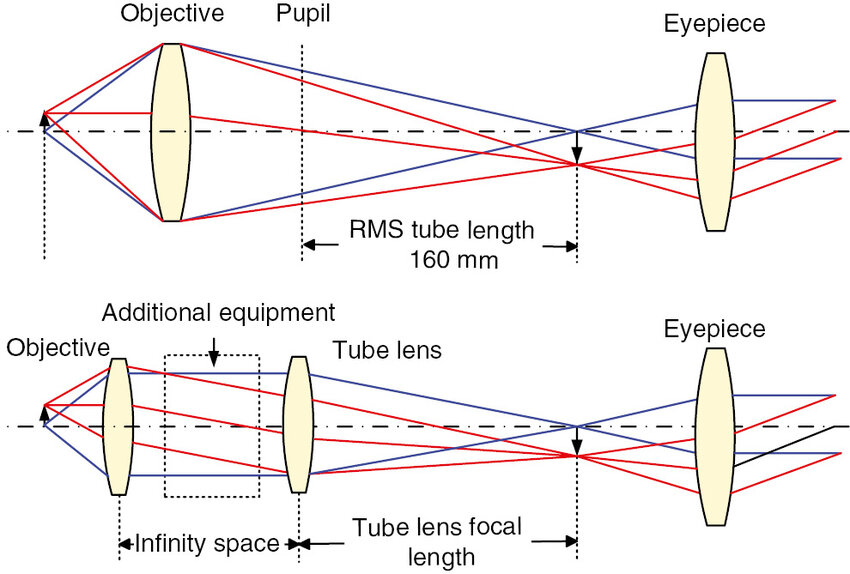 Objective
Pupil
Eyepiece
RMS tube length
160 mm
Additional equipment
Objective
Tube lens
Eyepiece
Infinity space
Tube lens focal
length